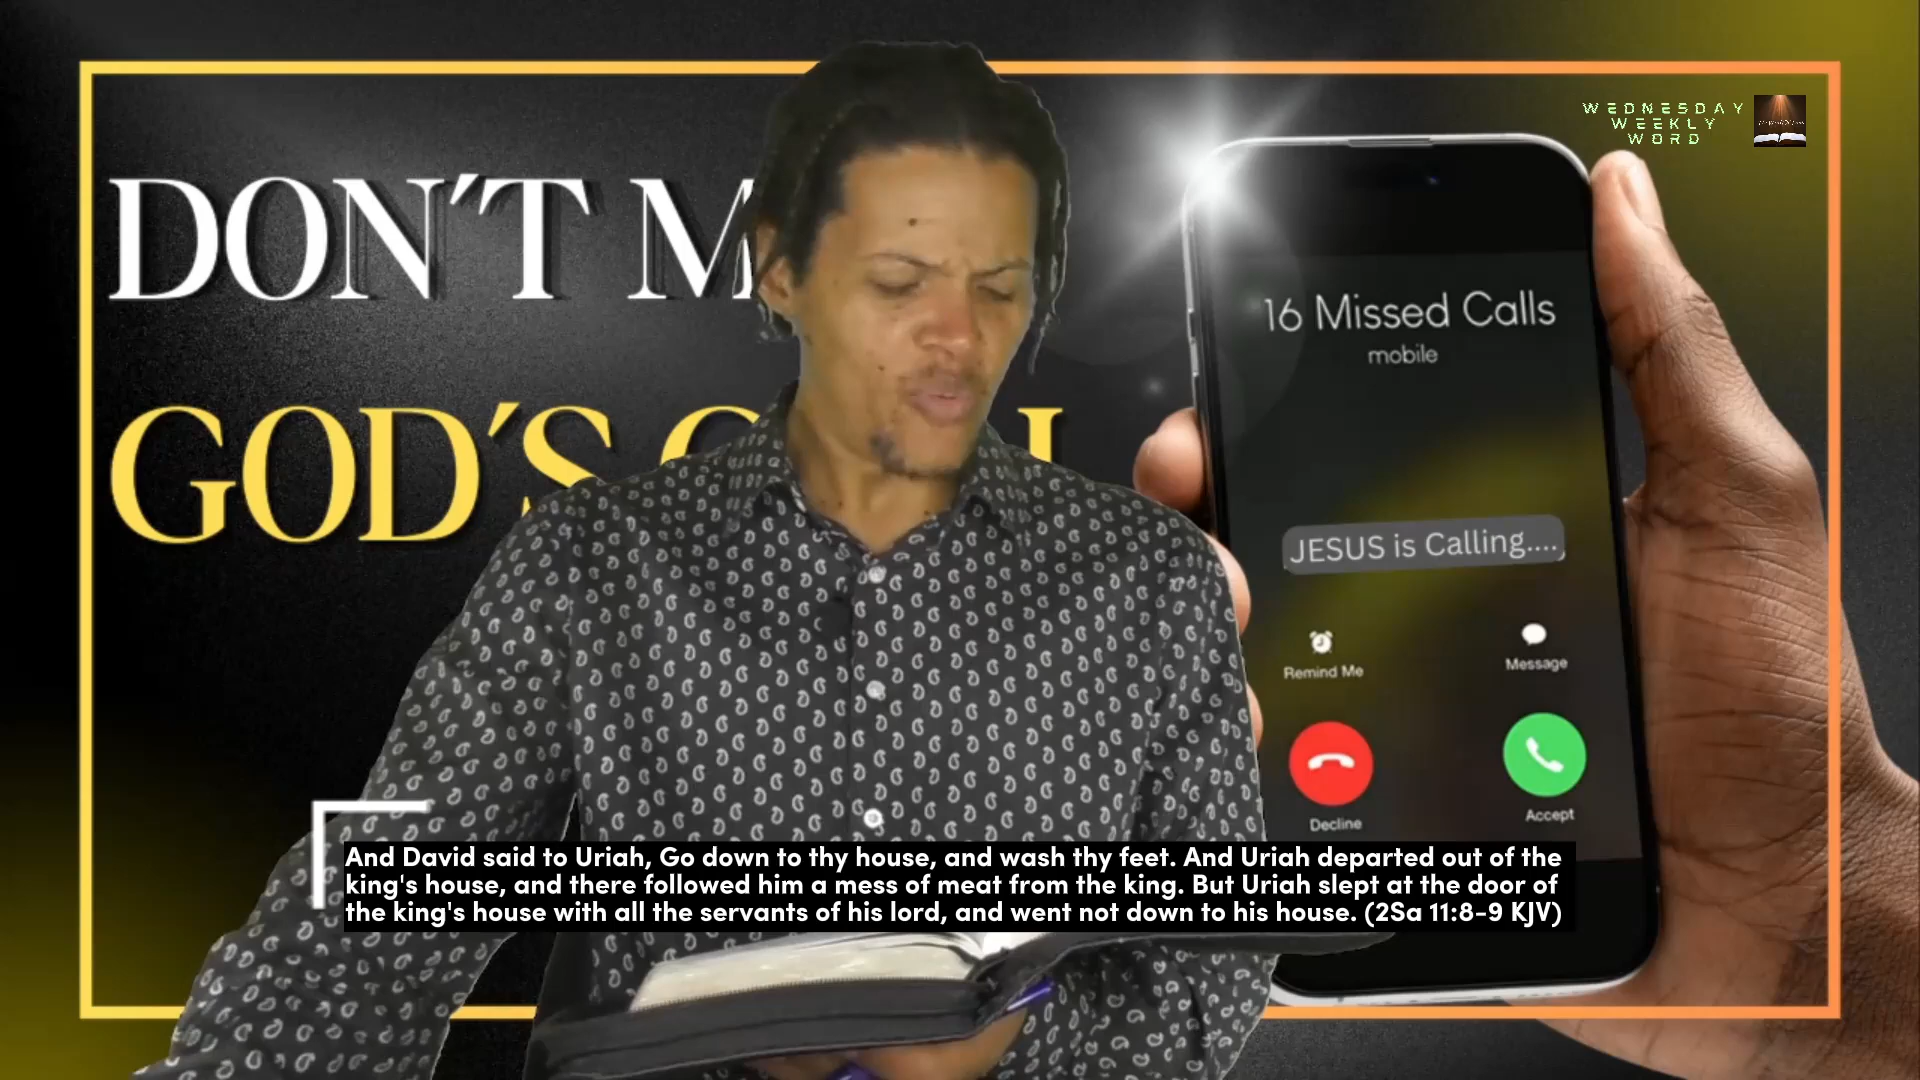 WEDNESDAY
WEEKLY
WORD
DON'T M
GOD'S
16 Missed Calls
mobile
JESUS is Calling....
Remind Me
Message
Decline
Accept
And David said to Uriah, Go down to thy house, and wash thy feet. And Uriah departed out of the
king's house, and there followed him a mess of meat from the king. But Uriah slept at the door of
the king's house with all the servants of his lord, and went not down to his house. (2Sa 11:8-9 KJV)